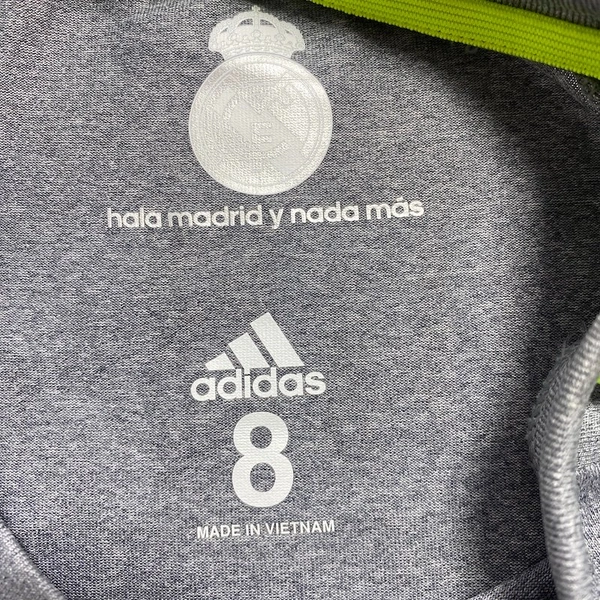 hala madrid y nada más
adidas
8
MADE IN VIETNAM